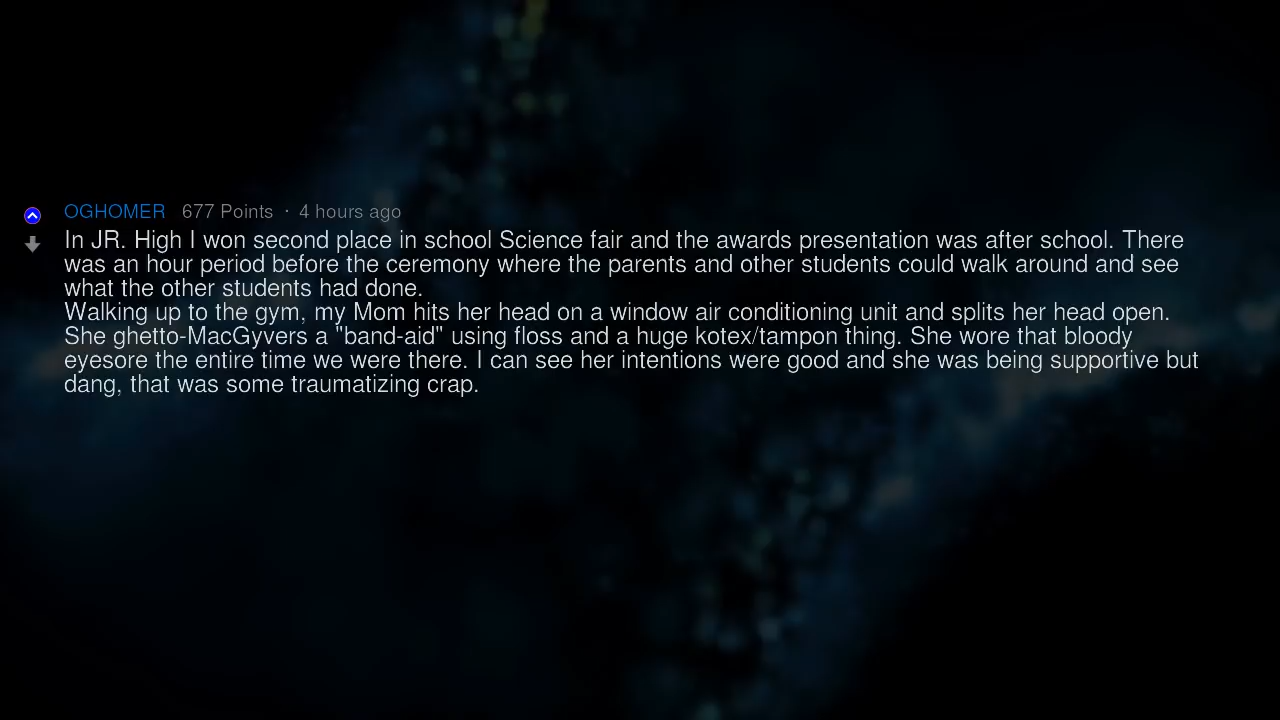 OGHOMER 677 Points · 4 hours ago
In JR. High I won second place in school Science fair and the awards presentation was after school. There
was an hour period before the ceremony where the parents and other students could walk around and see
what the other students had done.
Walking up to the gym, my Mom hits her head on a window air conditioning unit and splits her head open.
She ghetto-MacGyvers a "band-aid" using floss and a huge kotex/tampon thing. She wore that bloody
eyesore the entire time we were there. I can see her intentions were good and she was being supportive but
dang, that was some traumatizing crap.